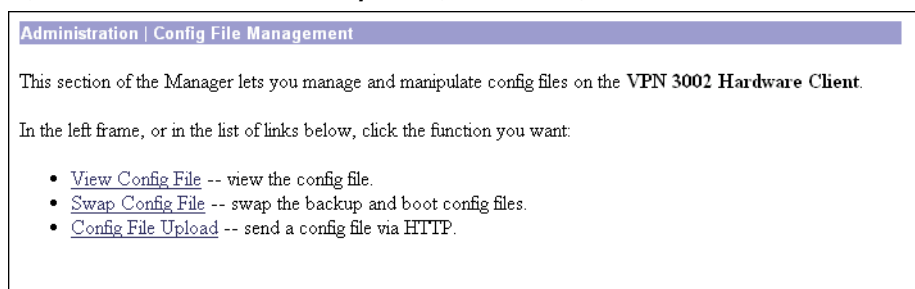 Administration | Config File Management
This section of the Manager lets you manage and manipulate config files on the VPN 3002 Hardware Client.
In the left frame, or in the list of links below, click the function you want:
• View Config File -- view the config file.
• Swap Config File -- swap the backup and boot config files.
• Config File Upload -- send a config file via HTTP.